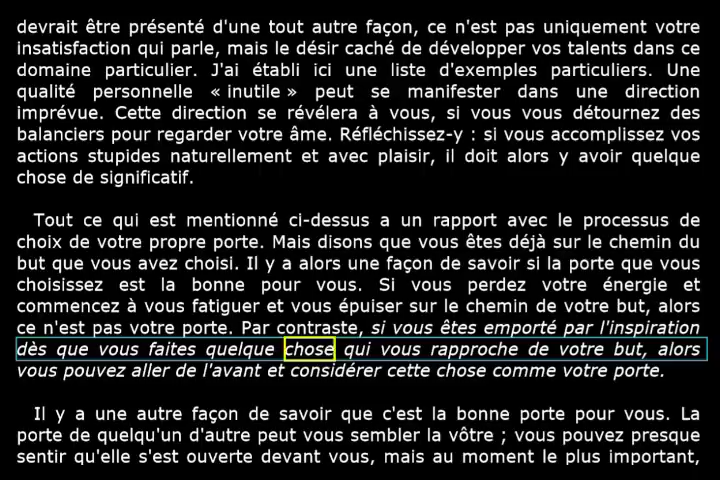 devrait être présenté d'une tout autre façon, ce n'est pas uniquement votre
insatisfaction qui parle, mais le désir caché de développer vos talents dans ce
domaine particulier. J'ai établi ici une liste d'exemples particuliers. Une
qualité personnelle « inutile » peut se manifester dans une direction
imprévue. Cette direction se révélera à vous, si vous vous détournez des
balanciers pour regarder votre âme. Réfléchissez-y : si vous accomplissez vos
actions stupides naturellement et avec plaisir, il doit alors y avoir quelque
chose de significatif.
Tout ce qui est mentionné ci-dessus a un rapport avec le processus de
choix de votre propre porte. Mais disons que vous êtes déjà sur le chemin du
but que vous avez choisi. Il y a alors une façon de savoir si la porte que vous
choisissez est la bonne pour vous. Si vous perdez votre énergie et
commencez à vous fatiguer et vous épuiser sur le chemin de votre but, alors
ce n'est pas votre porte. Par contraste, si vous êtes emporté par l'inspiration
dès que vous faites quelque chose qui vous rapproche de votre but, alors
vous pouvez aller de l'avant et considérer cette chose comme votre porte.
Il y a une autre façon de savoir que c'est la bonne porte pour vous. La
porte de quelqu'un d'autre peut vous sembler la vôtre ; vous pouvez presque
sentir qu'elle s'est ouverte devant vous, mais au moment le plus important,